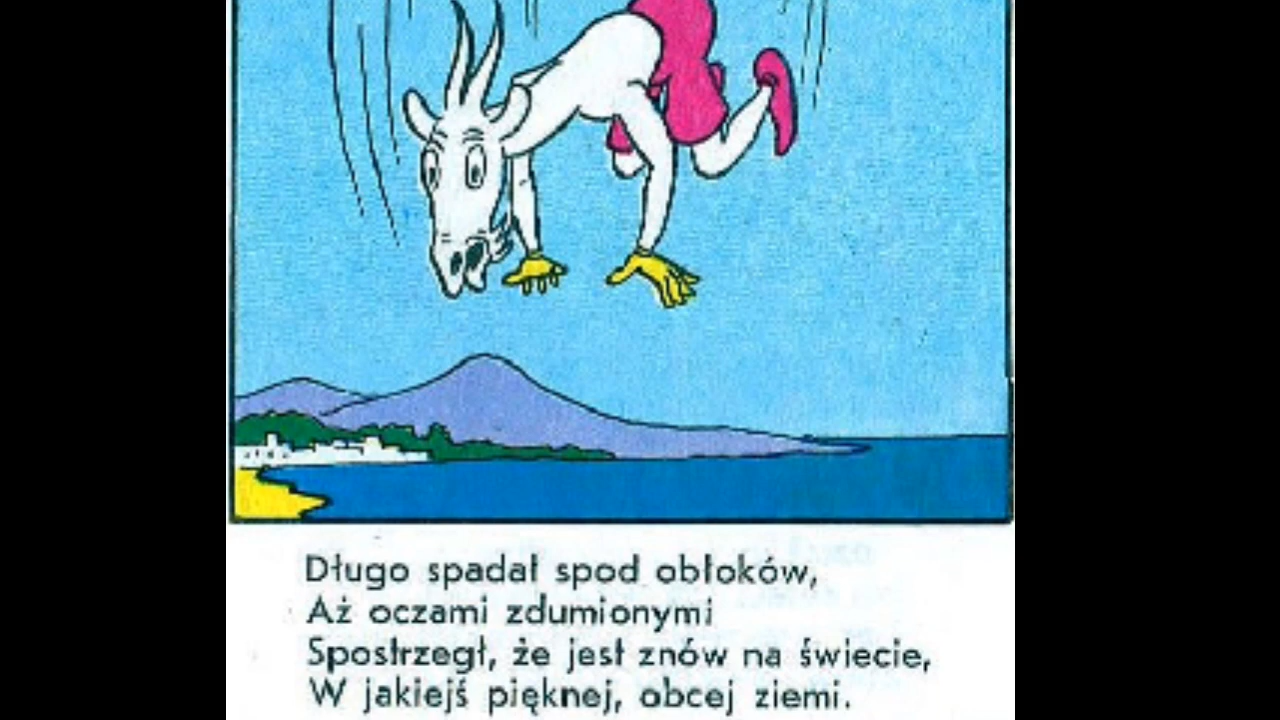 Długo spadał spod obłoków,
Aż oczami zdumionymi
Spostrzegł, że jest znów na świecie,
W jakiejś pięknej, obcej ziemi.